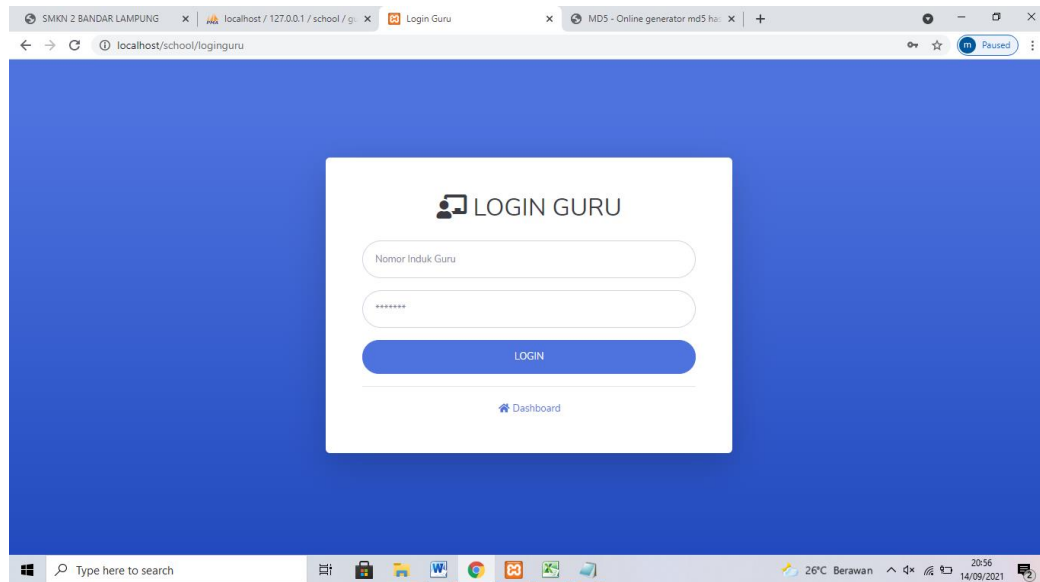 SMKN 2 BANDAR LAMPUNG
localhost / 127.0.0.1 / school / gu
Login Guru
MD5 - Online generator md5 has
localhost/school/loginguru
m Paused
LOGIN GURU
Nomor Induk Guru
*******
LOGIN
Dashboard
Type here to search
26°C Berawan
20:56
14/09/2021
2